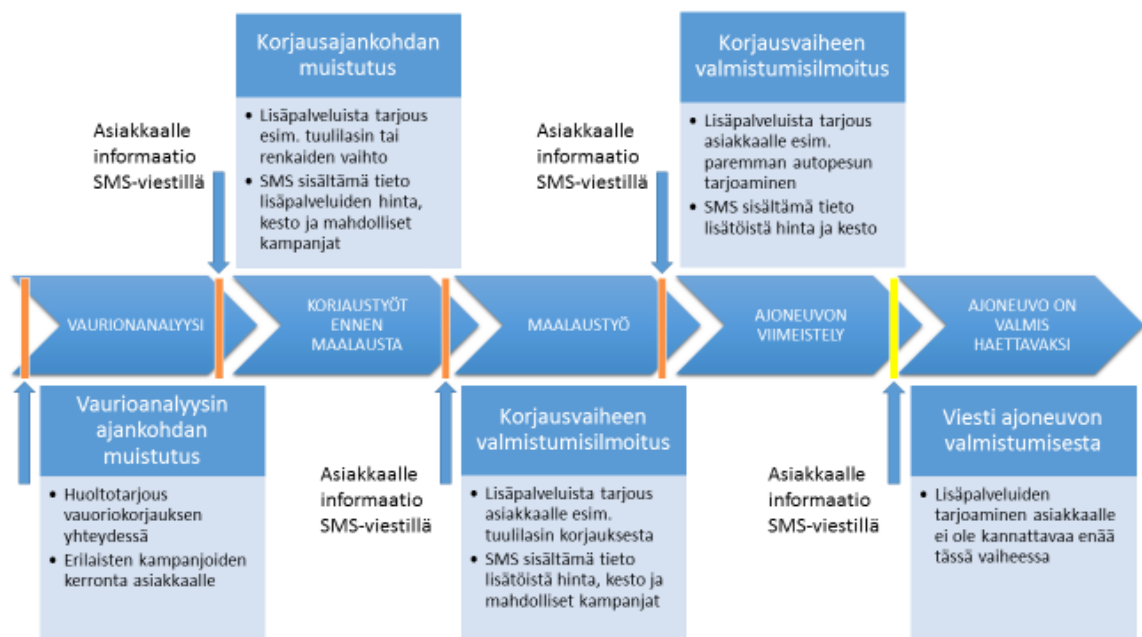 Korjausajankohdan
muistutus
• Lisäpalveluista tarjous
esim. tuulilasin tai
renkaiden vaihto
• SMS sisältämä tieto
lisäpalveluiden hinta,
kesto ja mahdolliset
kampanjat
Asiakkaalle
informaatio
SMS-viestillä
Korjausvaiheen
valmistumisilmoitus
• Lisäpalveluista tarjous
asiakkaalle esim.
paremman autopesun
tarjoaminen
• SMS sisältämä tieto
lisätöistä hinta ja kesto
Asiakkaalle
informaatio
SMS-viestillä
VAURIONANALYYSI
KORJAUSTYÖT
ENNEN
MAALAUSTA
MAALAUSTYÖ
AJONEUVON
VIIMEISTELY
AJONEUVO ON
VALMIS
HAETTAVAKSI
Vaurioanalyysin
ajankohdan
muistutus
• Huoltotarjous
vauoriokorjauksen
yhteydessä
• Erilaisten kampanjoiden
kerronta asiakkaalle
Asiakkaalle
informaatio
SMS-viestillä
Korjausvaiheen
valmistumisilmoitus
• Lisäpalveluista tarjous
asiakkaalle esim.
tuulilasin korjauksesta
• SMS sisältämä tieto
lisätöistä hinta, kesto ja
mahdolliset kampanjat
Asiakkaalle
informaatio
SMS-viestillä
Viesti ajoneuvon
valmistumisesta
• Lisäpalveluiden
tarjoaminen asiakkaalle
ei ole kannattavaa enää
tässä vaiheessa